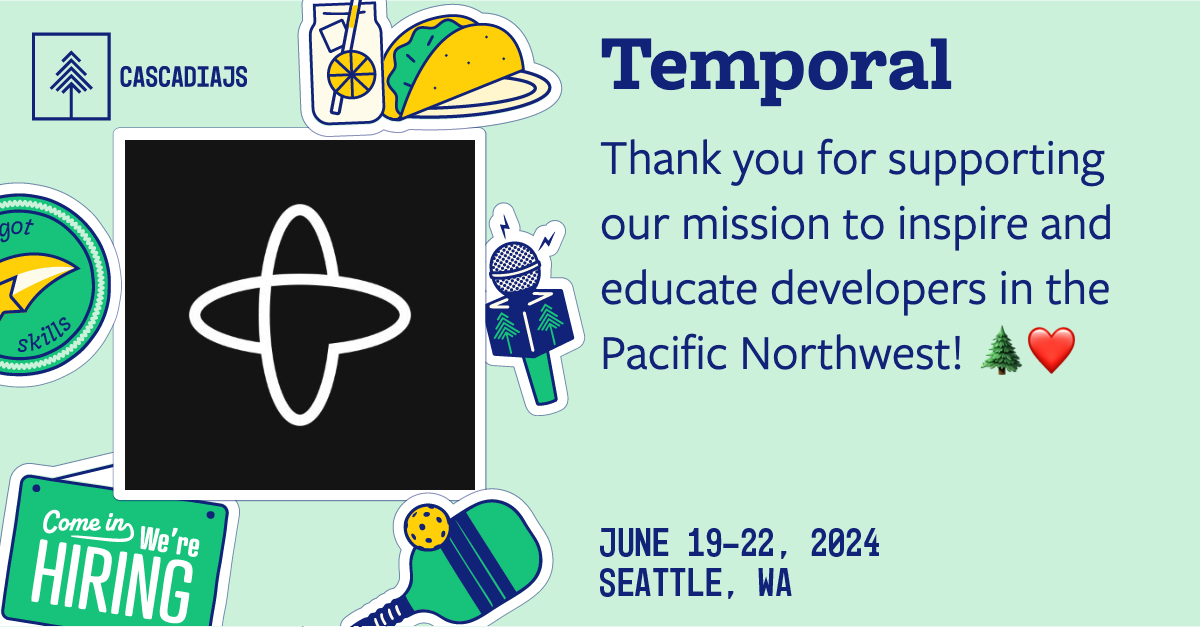 CASCADIAJS
Temporal
Thank you for supporting
our mission to inspire and
educate developers in the
Pacific Northwest! 🌲❤️
got
skills
Come in
We're
HIRING
JUNE 19–22, 2024
SEATTLE, WA